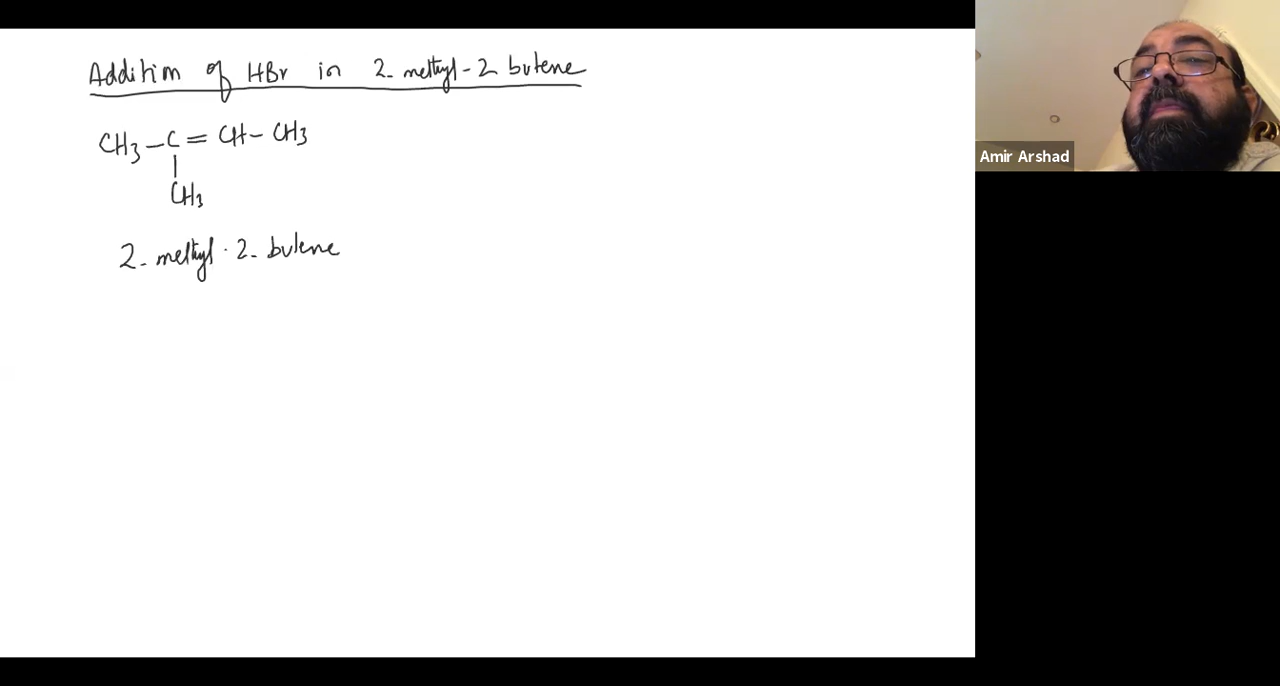 Addition of HBr in 2-methyl-2 butene
CH3-C=CH-CH3
|
CH3
2-methyl-2-butene
Amir Arshad